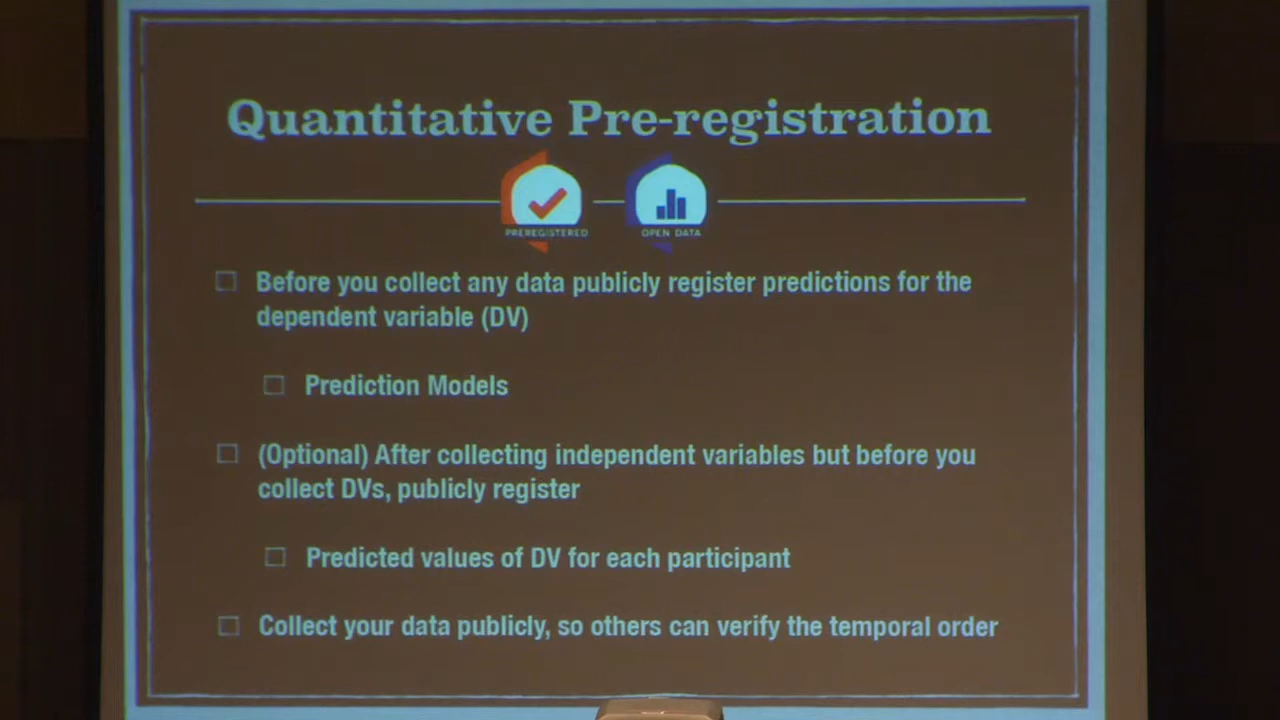 Quantitative Pre-registration
PREREGISTERED
OPEN DATA
Before you collect any data publicly register predictions for the
dependent variable (DV)
Prediction Models
(Optional) After collecting independent variables but before you
collect DVs, publicly register
Predicted values of DV for each participant
Collect your data publicly, so others can verify the temporal order